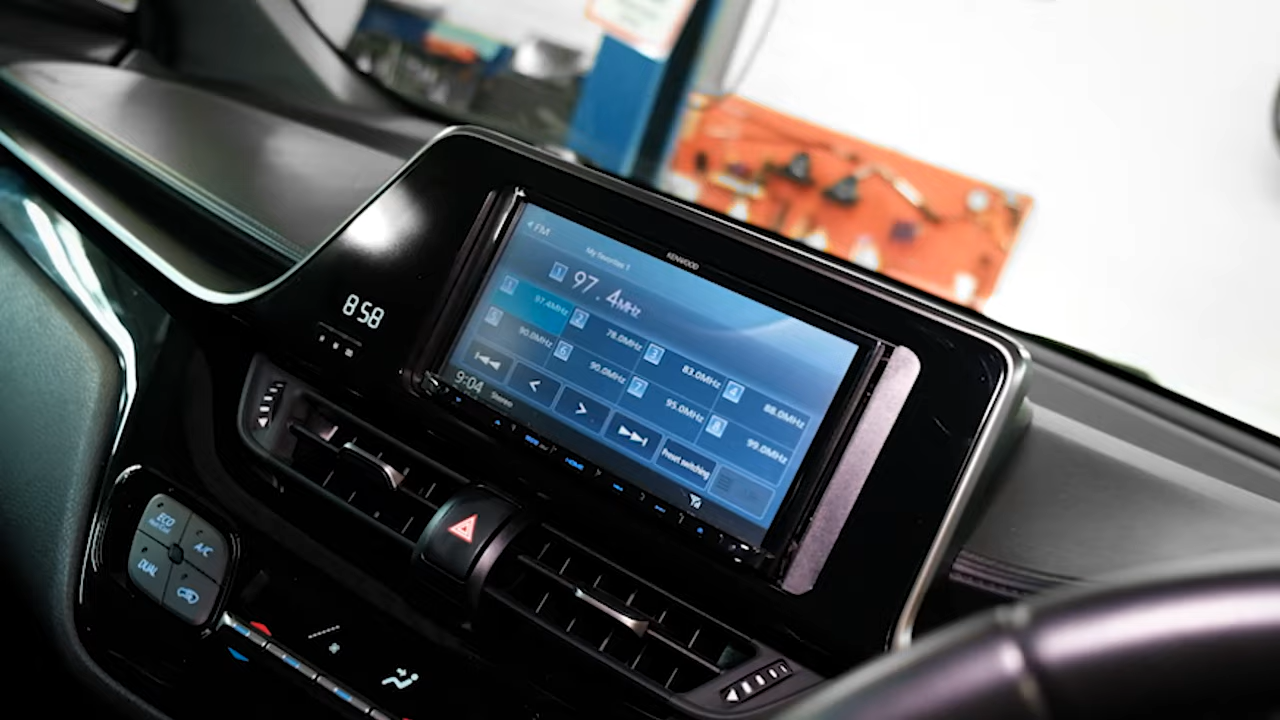 KENWOOD
FM
My Favorites 1
1 97.4MHz
1 97.4MHz
2 78.0MHz
3 83.0MHz
4 88.0MHz
5 90.0MHz
6 90.0MHz
7 95.0MHz
8 99.0MHz
Preset switching
9:04
Stereo
HOME
8:58
ECO
A/C
DUAL